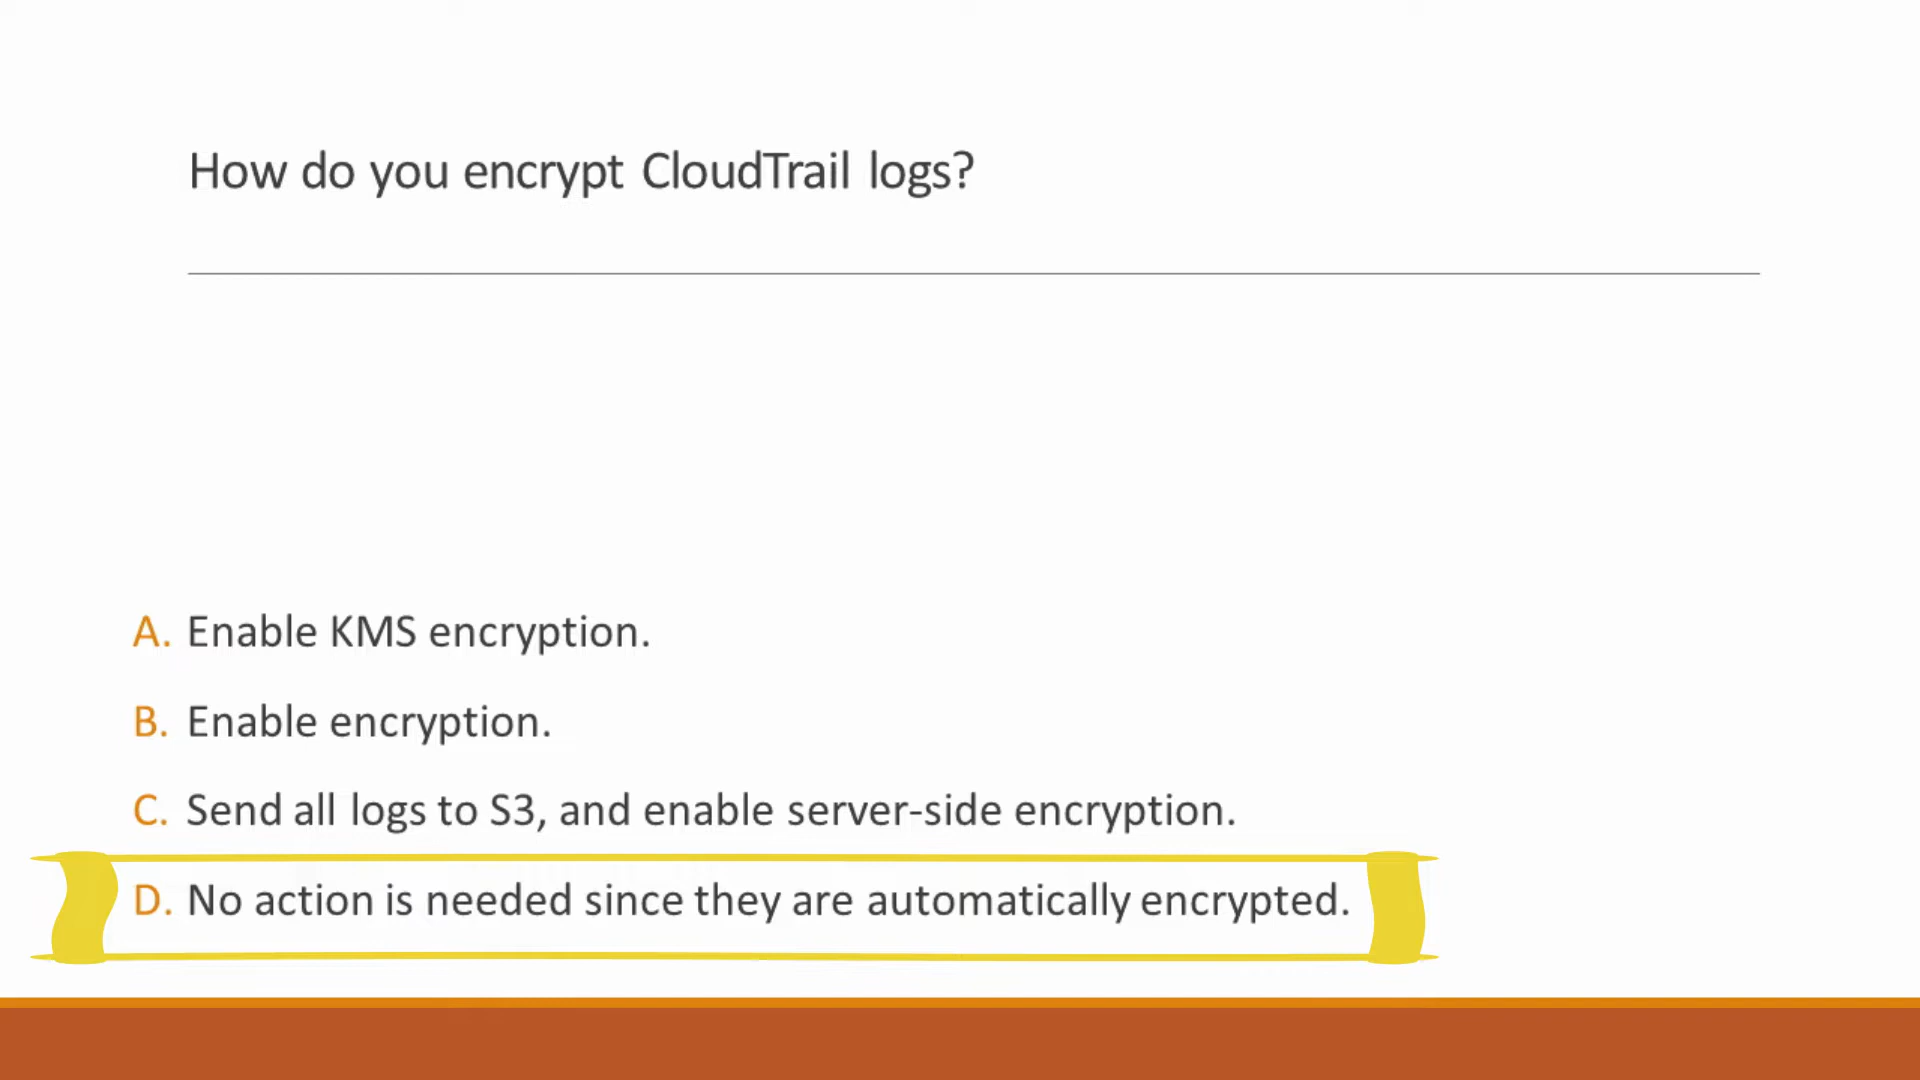 How do you encrypt CloudTrail logs?
A. Enable KMS encryption.
B. Enable encryption.
C. Send all logs to S3, and enable server-side encryption.
D. No action is needed since they are automatically encrypted.